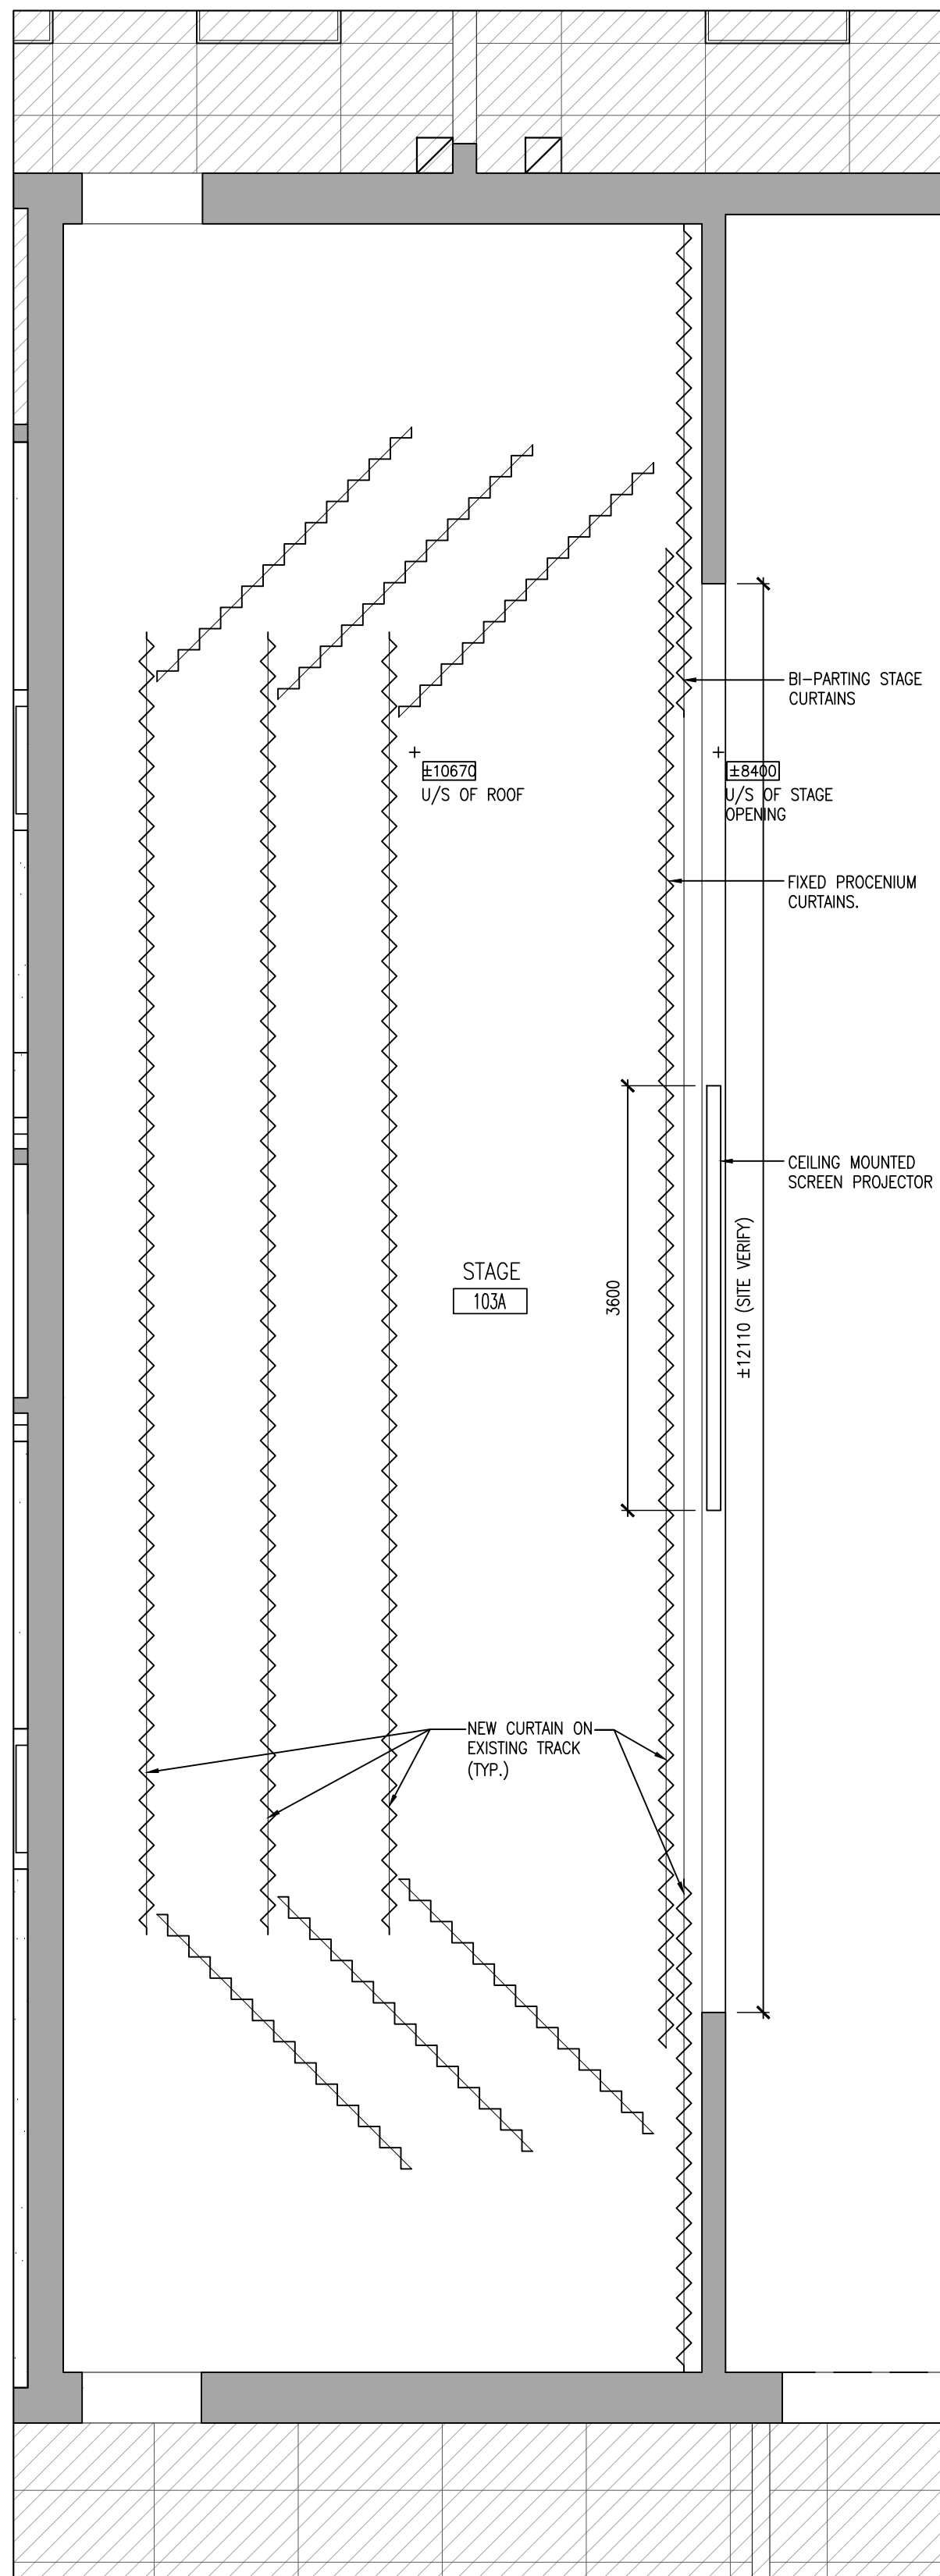 BI-PARTING STAGE
CURTAINS
±10670
U/S OF ROOF
±8400
U/S OF STAGE
OPENING
FIXED PROCENIUM
CURTAINS.
CEILING MOUNTED
SCREEN PROJECTOR
±12110 (SITE VERIFY)
3600
STAGE
103A
NEW CURTAIN ON
EXISTING TRACK
(TYP.)